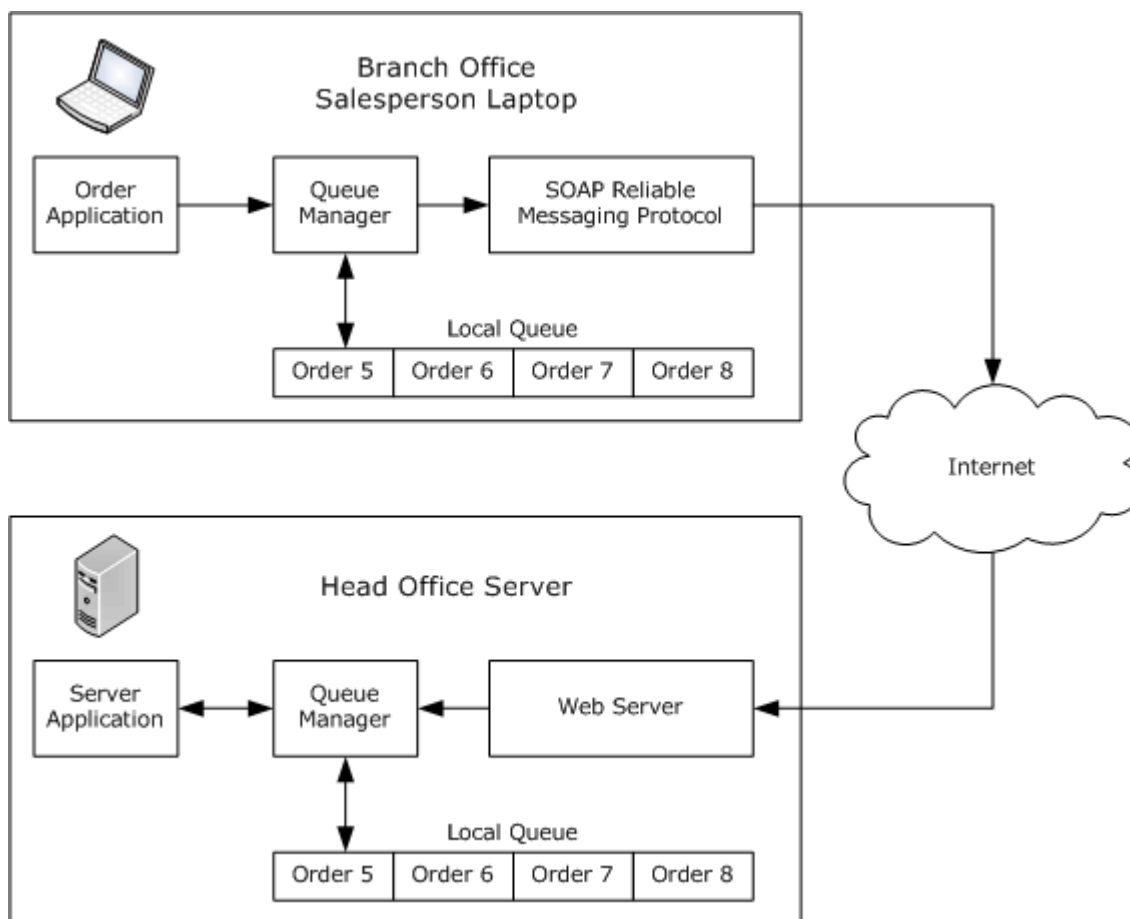 Branch Office
Salesperson Laptop
Order
Application
Queue
Manager
SOAP Reliable
Messaging Protocol
Local Queue
Order 5
Order 6
Order 7
Order 8
Internet
Head Office Server
Server
Application
Queue
Manager
Web Server
Local Queue
Order 5
Order 6
Order 7
Order 8